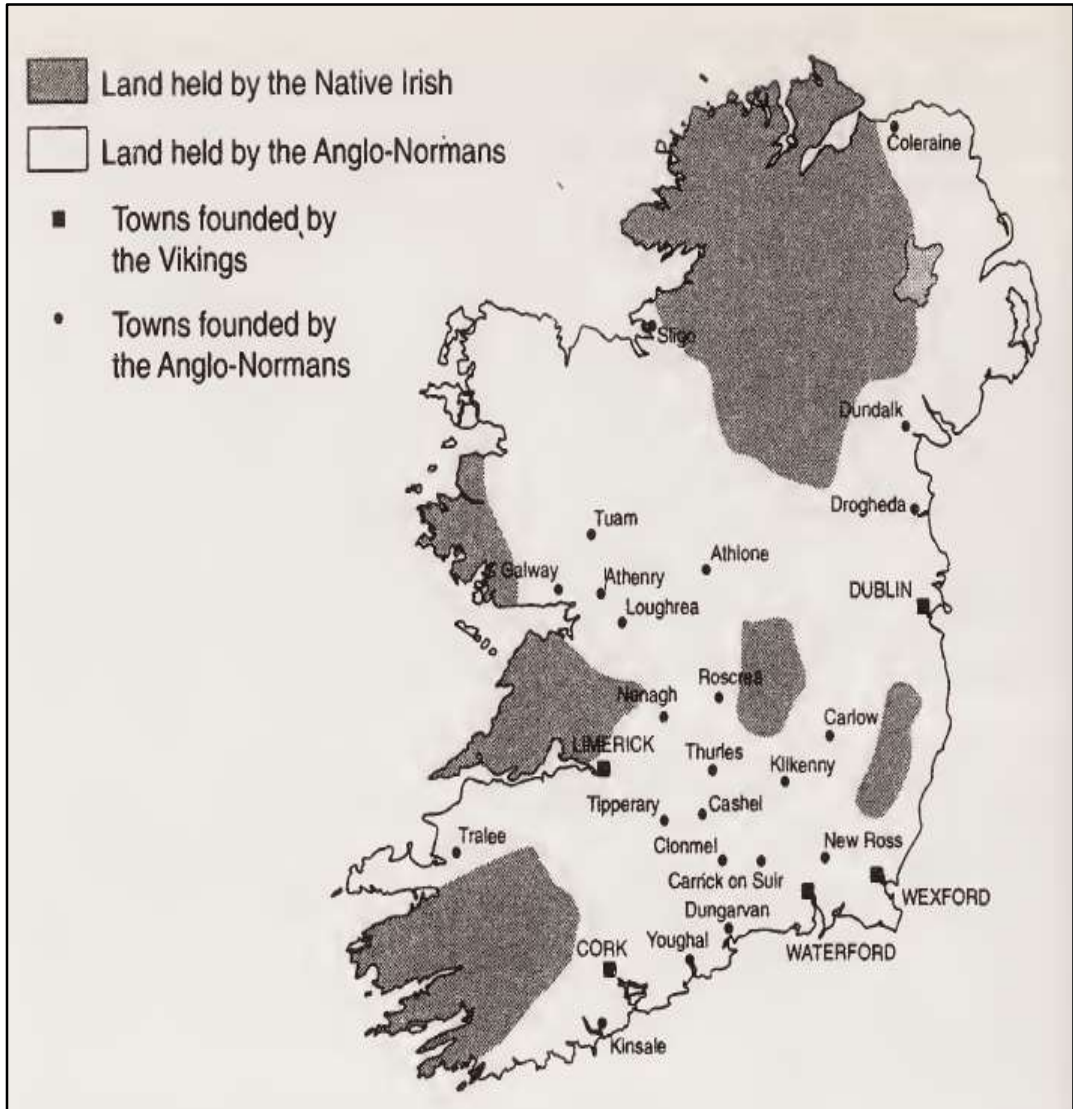 Land held by the Native Irish
Land held by the Anglo-Normans
Towns founded by
the Vikings
Towns founded by
the Anglo-Normans
Coleraine
Sligo
Dundalk
Drogheda
Tuam
Athlone
Galway
Athenry
DUBLIN
Loughrea
Roscrea
Nenagh
Carlow
LIMERICK
Thurles
Kilkenny
Tipperary
Cashel
Tralee
Clonmel
New Ross
Carrick on Suir
WEXFORD
Dungarvan
CORK
Youghal
WATERFORD
Kinsale